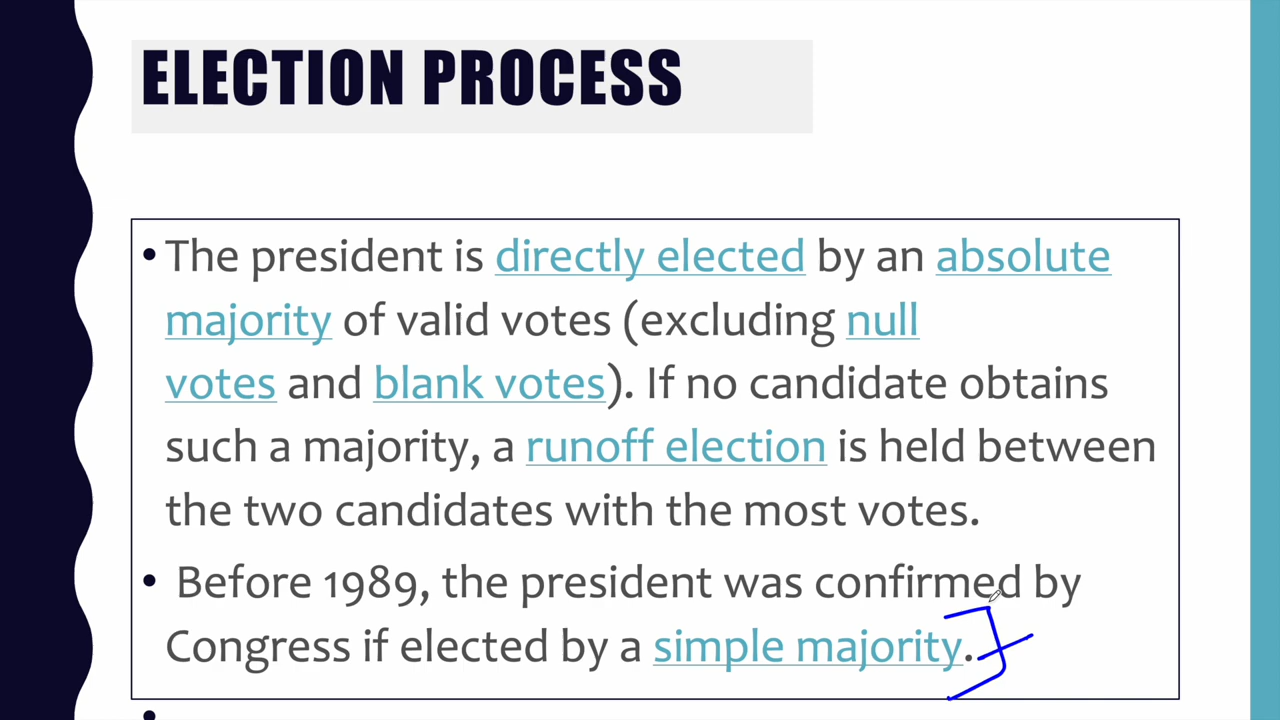 ELECTION PROCESS
• The president is directly elected by an absolute
majority of valid votes (excluding null
votes and blank votes). If no candidate obtains
such a majority, a runoff election is held between
the two candidates with the most votes.
• Before 1989, the president was confirmed by
Congress if elected by a simple majority.
•